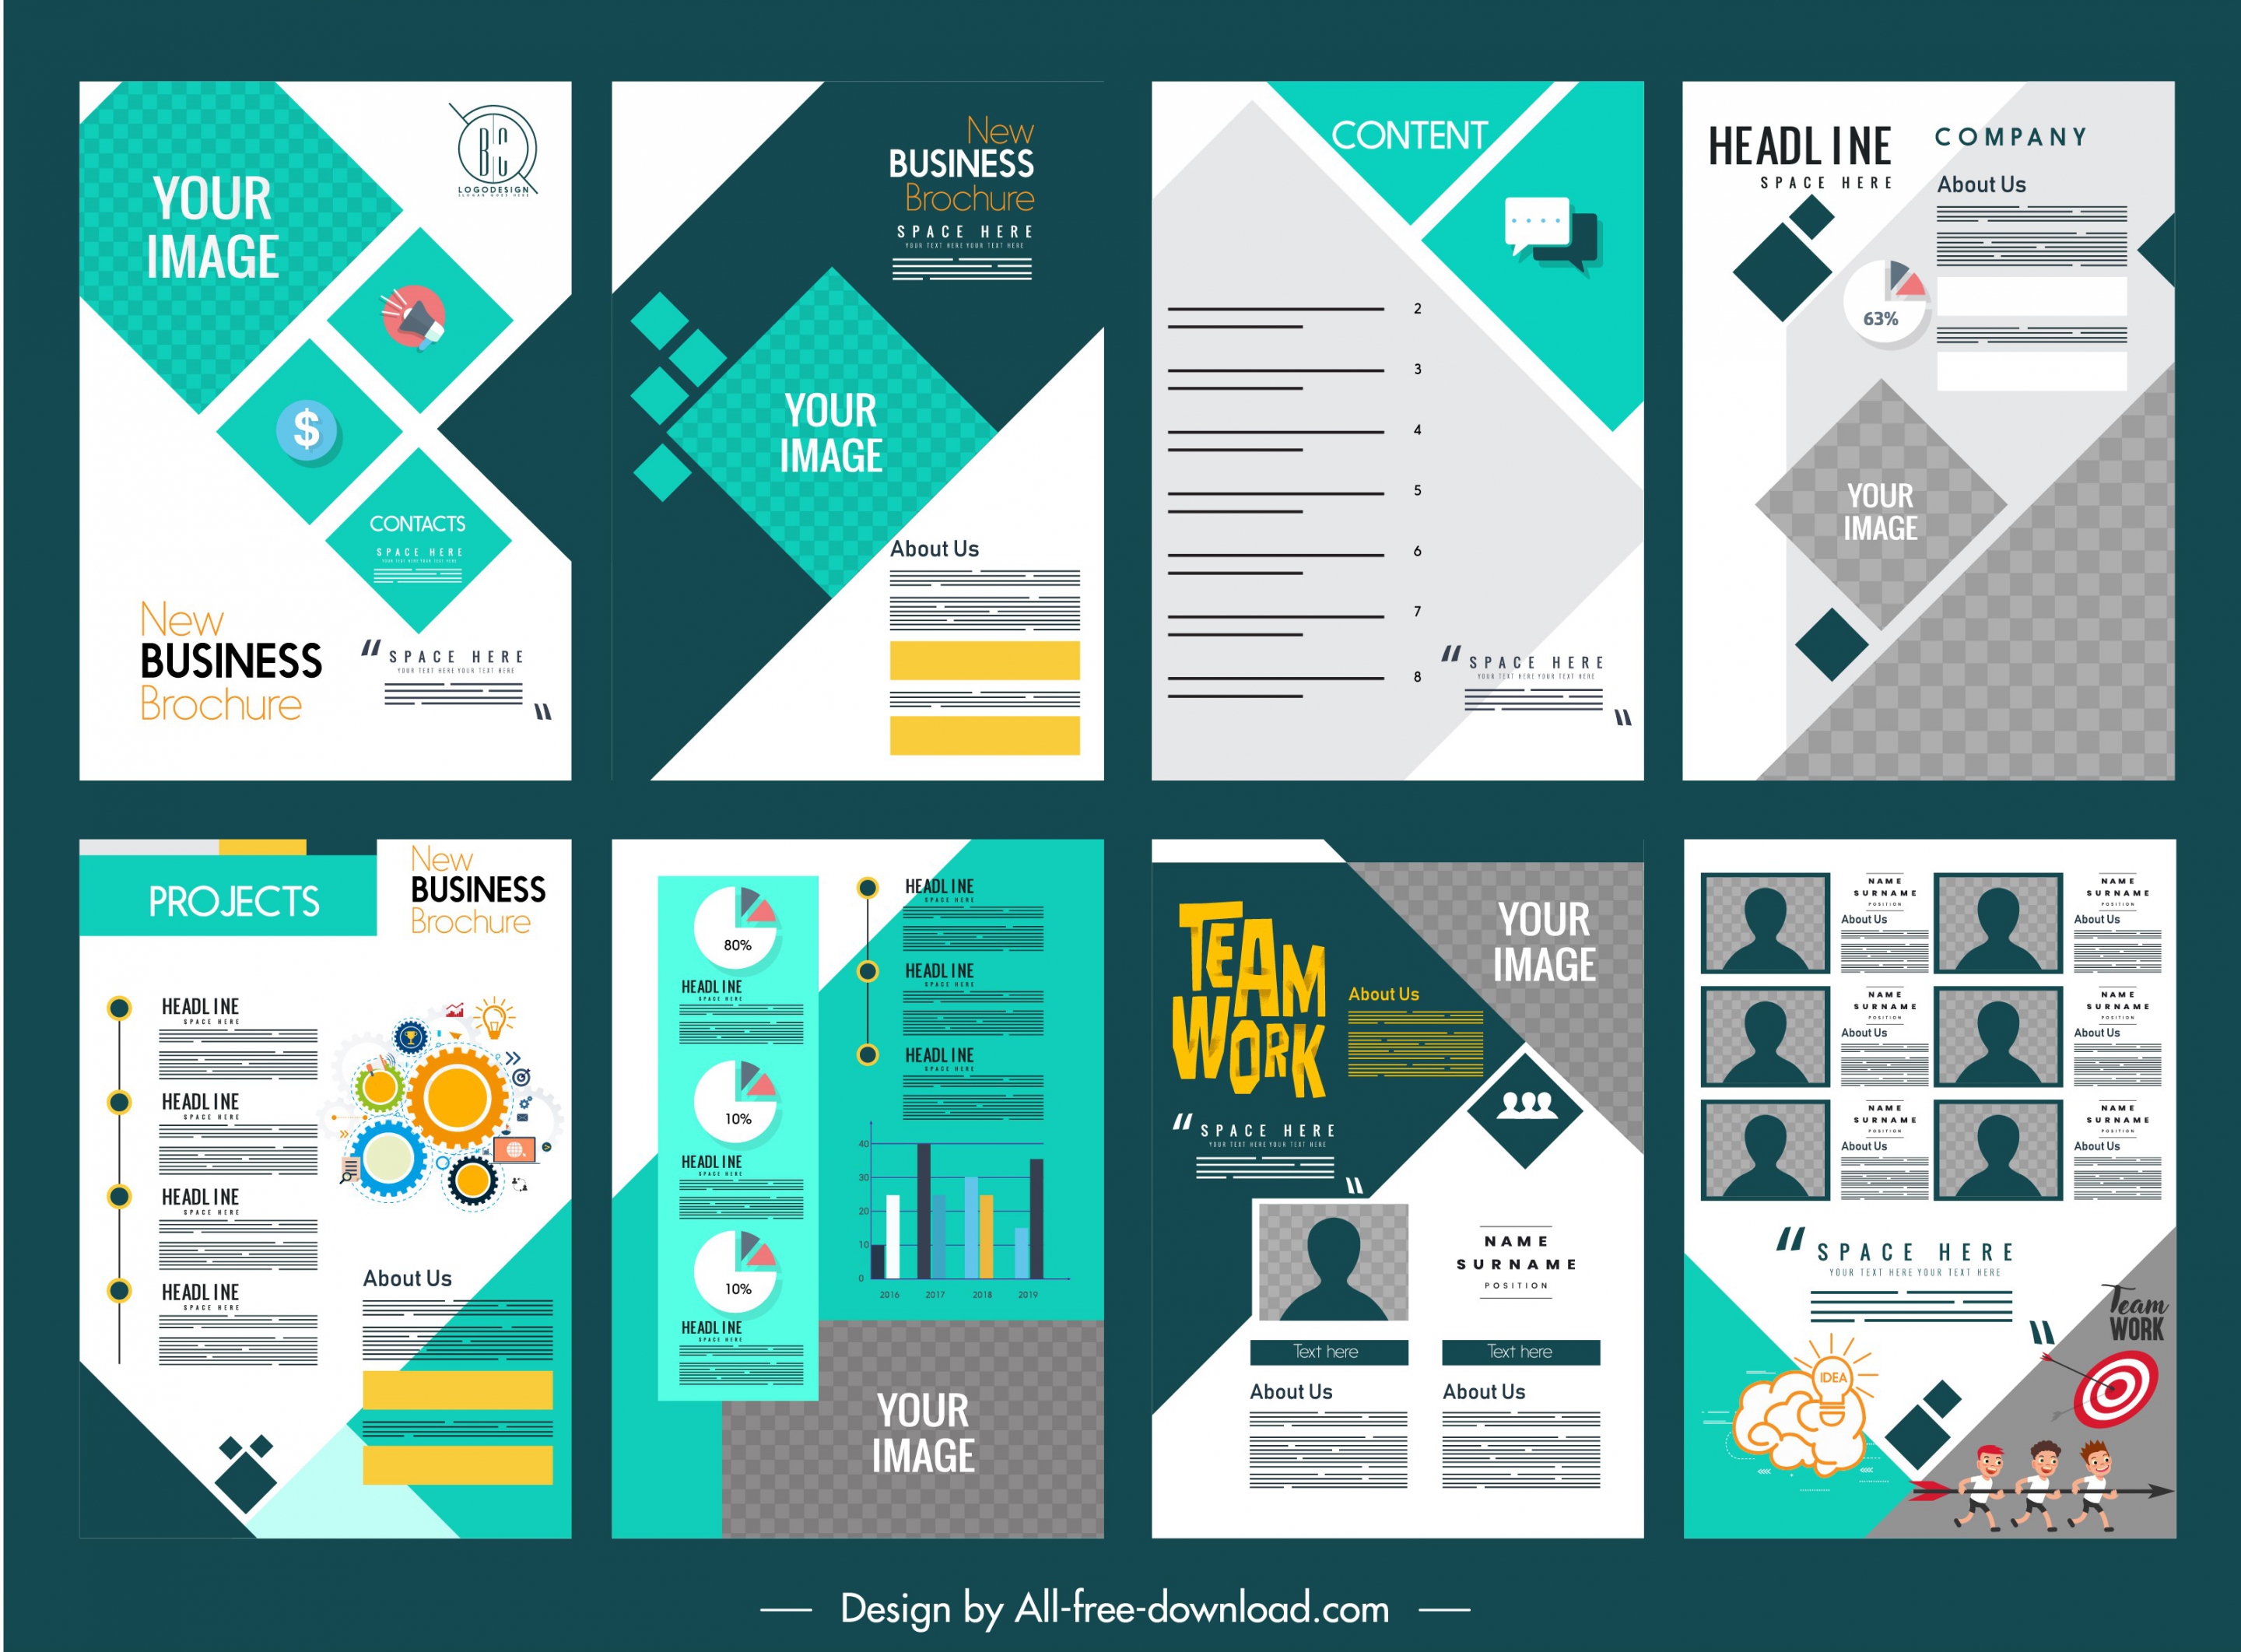 YOUR
IMAGE
BC
LOGODESIGN
SLOGAN GOES HERE
$
CONTACTS
SPACE HERE
YOUR TEXT HERE YOUR TEXT HERE
New
BUSINESS
Brochure
“ SPACE HERE
YOUR TEXT HERE YOUR TEXT HERE
New
BUSINESS
Brochure
SPACE HERE
YOUR TEXT HERE YOUR TEXT HERE
YOUR
IMAGE
About Us
CONTENT
2
3
4
5
6
7
8
“ SPACE HERE
YOUR TEXT HERE YOUR TEXT HERE
HEADLINE
SPACE HERE
COMPANY
About Us
63%
YOUR
IMAGE
PROJECTS
New
BUSINESS
Brochure
HEADLINE
SPACE HERE
HEADLINE
SPACE HERE
HEADLINE
SPACE HERE
HEADLINE
SPACE HERE
About Us
80%
HEADLINE
SPACE HERE
10%
HEADLINE
SPACE HERE
10%
HEADLINE
SPACE HERE
HEADLINE
SPACE HERE
HEADLINE
SPACE HERE
HEADLINE
SPACE HERE
40
30
20
10
0
2016 2017 2018 2019
YOUR
IMAGE
TEAM
WORK
About Us
YOUR
IMAGE
“ SPACE HERE
YOUR TEXT HERE YOUR TEXT HERE
NAME
SURNAME
POSITION
Text here
Text here
About Us
About Us
NAME
SURNAME
POSITION
About Us
NAME
SURNAME
POSITION
About Us
NAME
SURNAME
POSITION
About Us
NAME
SURNAME
POSITION
About Us
NAME
SURNAME
POSITION
About Us
NAME
SURNAME
POSITION
About Us
“ SPACE HERE
YOUR TEXT HERE YOUR TEXT HERE
Team
WORK
IDEA
Design by All-free-download.com